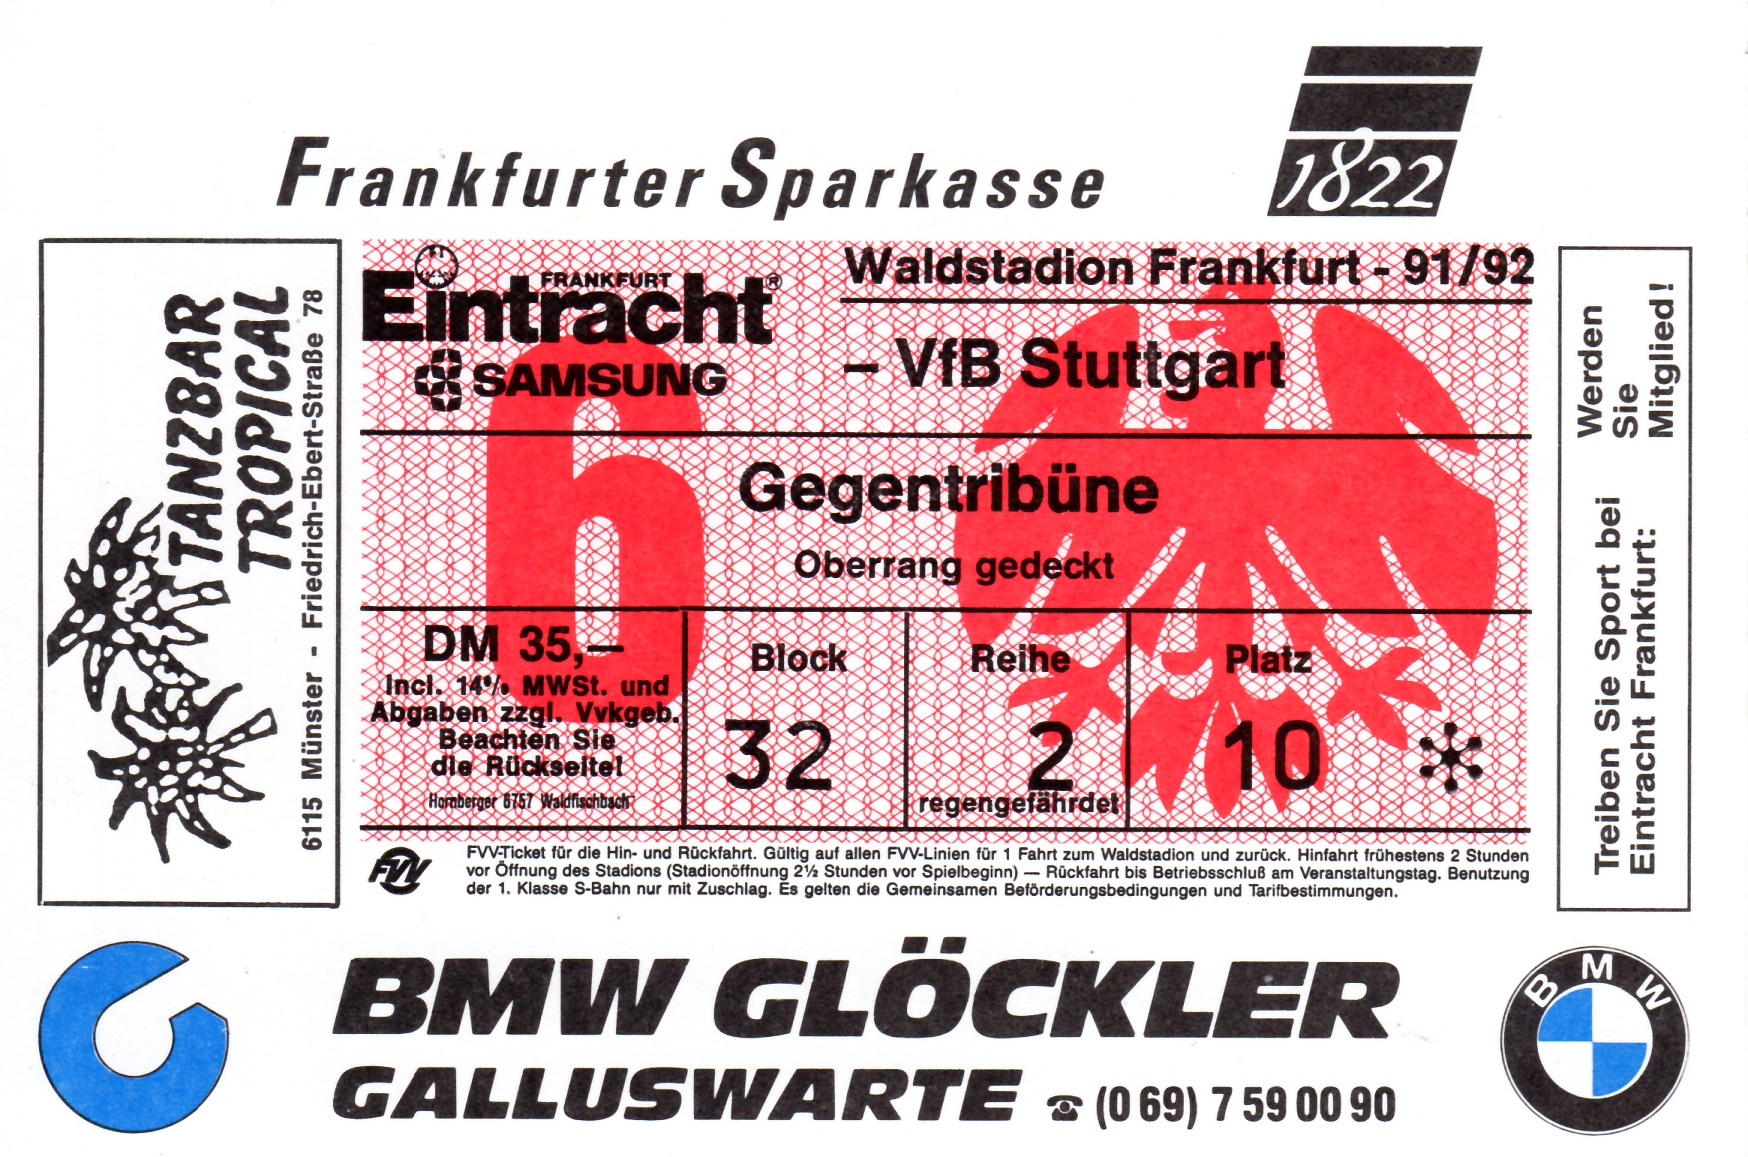 Frankfurter Sparkasse
1822
TANZBAR
TROPICAL
6115 Münster - Friedrich-Ebert-Straße 78
FRANKFURT
Eintracht®
SAMSUNG
Waldstadion Frankfurt - 91/92
– VfB Stuttgart
6
Gegentribüne
Oberrang gedeckt
DM 35,—
incl. 14% MWSt. und
Abgaben zzgl. Vvkgeb.
Beachten Sie
die Rückseite!
Hornberger 6757 Waldfischbach
Block
32
Reihe
2
regengefährdet
Platz
10
Treiben Sie Sport bei
Eintracht Frankfurt:
Werden
Sie
Mitglied!
FVV
FVV-Ticket für die Hin- und Rückfahrt. Gültig auf allen FVV-Linien für 1 Fahrt zum Waldstadion und zurück. Hinfahrt frühestens 2 Stunden
vor Öffnung des Stadions (Stadionöffnung 2½ Stunden vor Spielbeginn) — Rückfahrt bis Betriebsschluß am Veranstaltungstag. Benutzung
der 1. Klasse S-Bahn nur mit Zuschlag. Es gelten die Gemeinsamen Beförderungsbedingungen und Tarifbestimmungen.
BMW GLÖCKLER
GALLUSWARTE ☎ (0 69) 7 59 00 90
BMW